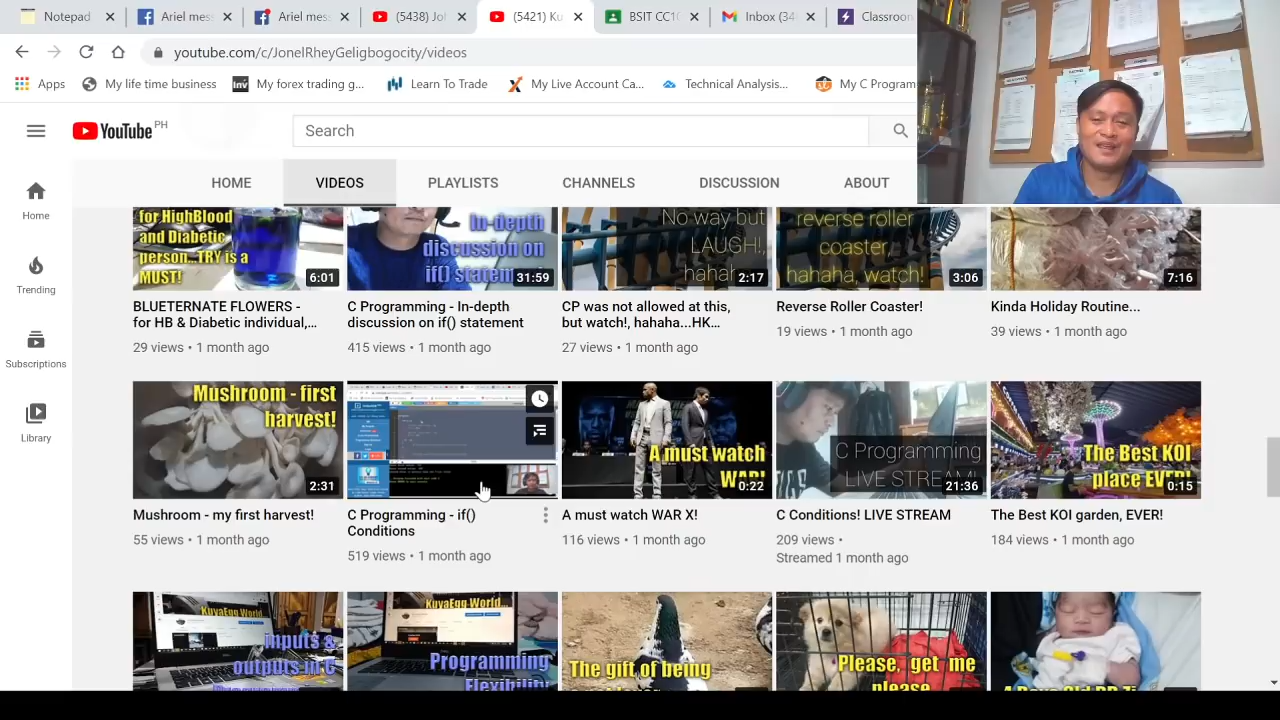 Notepad
Ariel mes
Ariel mes
(5438) Jo
(5421) Ku
BSIT CC1
Inbox (34
Classroon
youtube.com/c/JonelRheyGeligbogocity/videos
Apps
My life time business
My forex trading g...
Learn To Trade
My Live Account Ca...
Technical Analysis...
My C Program
YouTube PH
Search
HOME
VIDEOS
PLAYLISTS
CHANNELS
DISCUSSION
ABOUT
Home
Trending
Subscriptions
Library
for HighBlood
and Diabetic
person...TRY is a
MUST!
6:01
In-depth
discussion on
if() statem
31:59
No way but
LAUGH!,
hahah
2:17
reverse roller
coaster,
hahaha, watch!
3:06
7:16
BLUETERNATE FLOWERS -
for HB & Diabetic individual,...
29 views • 1 month ago
C Programming - In-depth
discussion on if() statement
415 views • 1 month ago
CP was not allowed at this,
but watch!, hahaha...HK...
27 views • 1 month ago
Reverse Roller Coaster!
19 views • 1 month ago
Kinda Holiday Routine...
39 views • 1 month ago
Mushroom - first
harvest!
2:31
A must watch
WAR!
0:22
C Programming
LIVE STREAM!
21:36
The Best KOI
place EVER!
0:15
Mushroom - my first harvest!
55 views • 1 month ago
C Programming - if()
Conditions
519 views • 1 month ago
A must watch WAR X!
116 views • 1 month ago
C Conditions! LIVE STREAM
209 views •
Streamed 1 month ago
The Best KOI garden, EVER!
184 views • 1 month ago
KuyaEgg World
inputs &
outputs in C
KuyaEgg World...
Programming
Flexibility
The gift of being
Please, get me
please